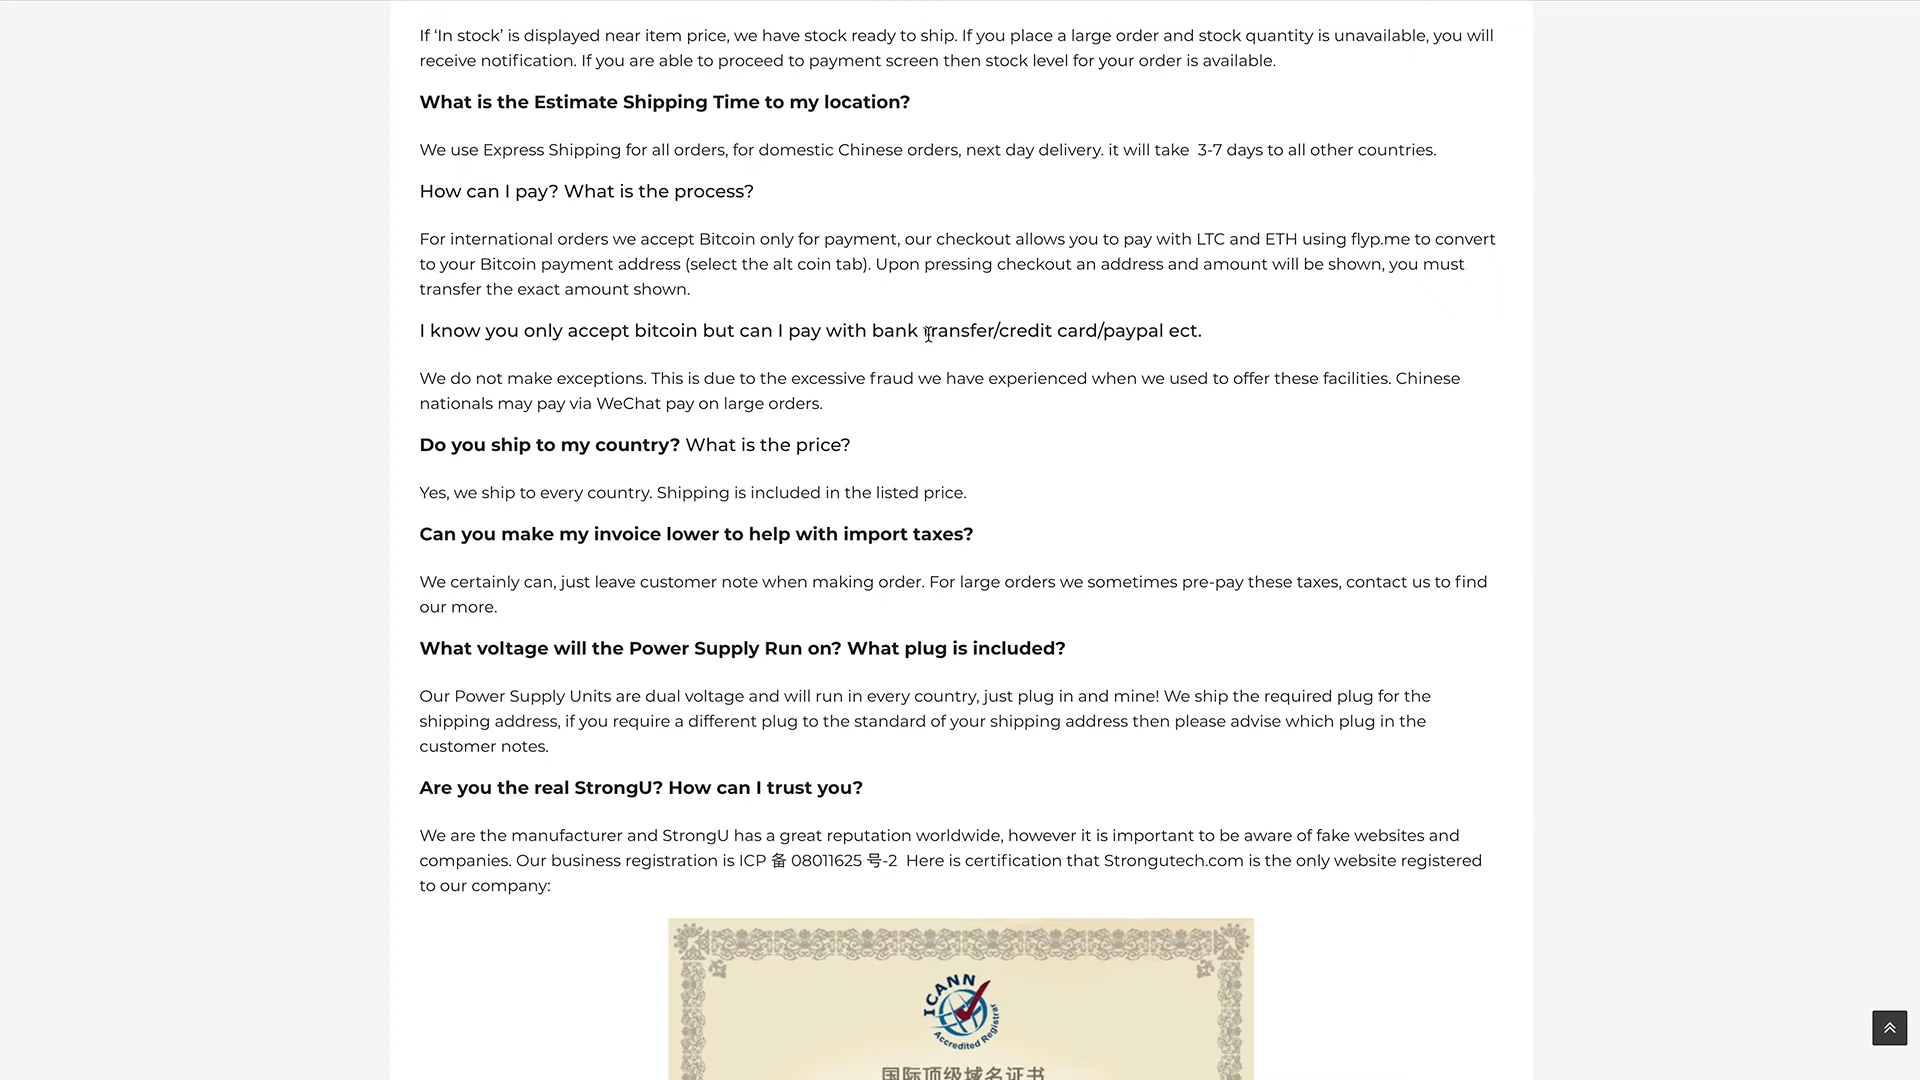 If ‘In stock’ is displayed near item price, we have stock ready to ship. If you place a large order and stock quantity is unavailable, you will
receive notification. If you are able to proceed to payment screen then stock level for your order is available.
What is the Estimate Shipping Time to my location?
We use Express Shipping for all orders, for domestic Chinese orders, next day delivery. it will take  3-7 days to all other countries.
How can I pay? What is the process?
For international orders we accept Bitcoin only for payment, our checkout allows you to pay with LTC and ETH using flyp.me to convert
to your Bitcoin payment address (select the alt coin tab). Upon pressing checkout an address and amount will be shown, you must
transfer the exact amount shown.
I know you only accept bitcoin but can I pay with bank transfer/credit card/paypal ect.
We do not make exceptions. This is due to the excessive fraud we have experienced when we used to offer these facilities. Chinese
nationals may pay via WeChat pay on large orders.
Do you ship to my country? What is the price?
Yes, we ship to every country. Shipping is included in the listed price.
Can you make my invoice lower to help with import taxes?
We certainly can, just leave customer note when making order. For large orders we sometimes pre-pay these taxes, contact us to find
our more.
What voltage will the Power Supply Run on? What plug is included?
Our Power Supply Units are dual voltage and will run in every country, just plug in and mine! We ship the required plug for the
shipping address, if you require a different plug to the standard of your shipping address then please advise which plug in the
customer notes.
Are you the real StrongU? How can I trust you?
We are the manufacturer and StrongU has a great reputation worldwide, however it is important to be aware of fake websites and
companies. Our business registration is ICP 备 08011625 号-2  Here is certification that Strongutech.com is the only website registered
to our company:
ICANN
Accredited Registrar
国际顶级域名证书